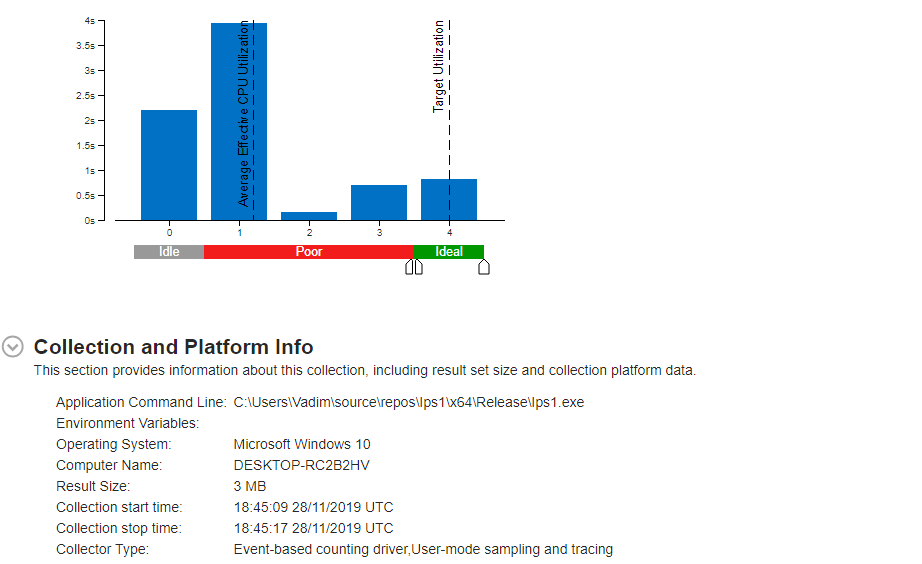 4s
3.5s
3s
2.5s
2s
1.5s
1s
0.5s
0s
Average Effective CPU Utilization
Target Utilization
0 1 2 3 4
Idle Poor Ideal
Collection and Platform Info
This section provides information about this collection, including result set size and collection platform data.
Application Command Line: C:\Users\Vadim\source\repos\lps1\x64\Release\lps1.exe
Environment Variables:
Operating System: Microsoft Windows 10
Computer Name: DESKTOP-RC2B2HV
Result Size: 3 MB
Collection start time: 18:45:09 28/11/2019 UTC
Collection stop time: 18:45:17 28/11/2019 UTC
Collector Type: Event-based counting driver,User-mode sampling and tracing